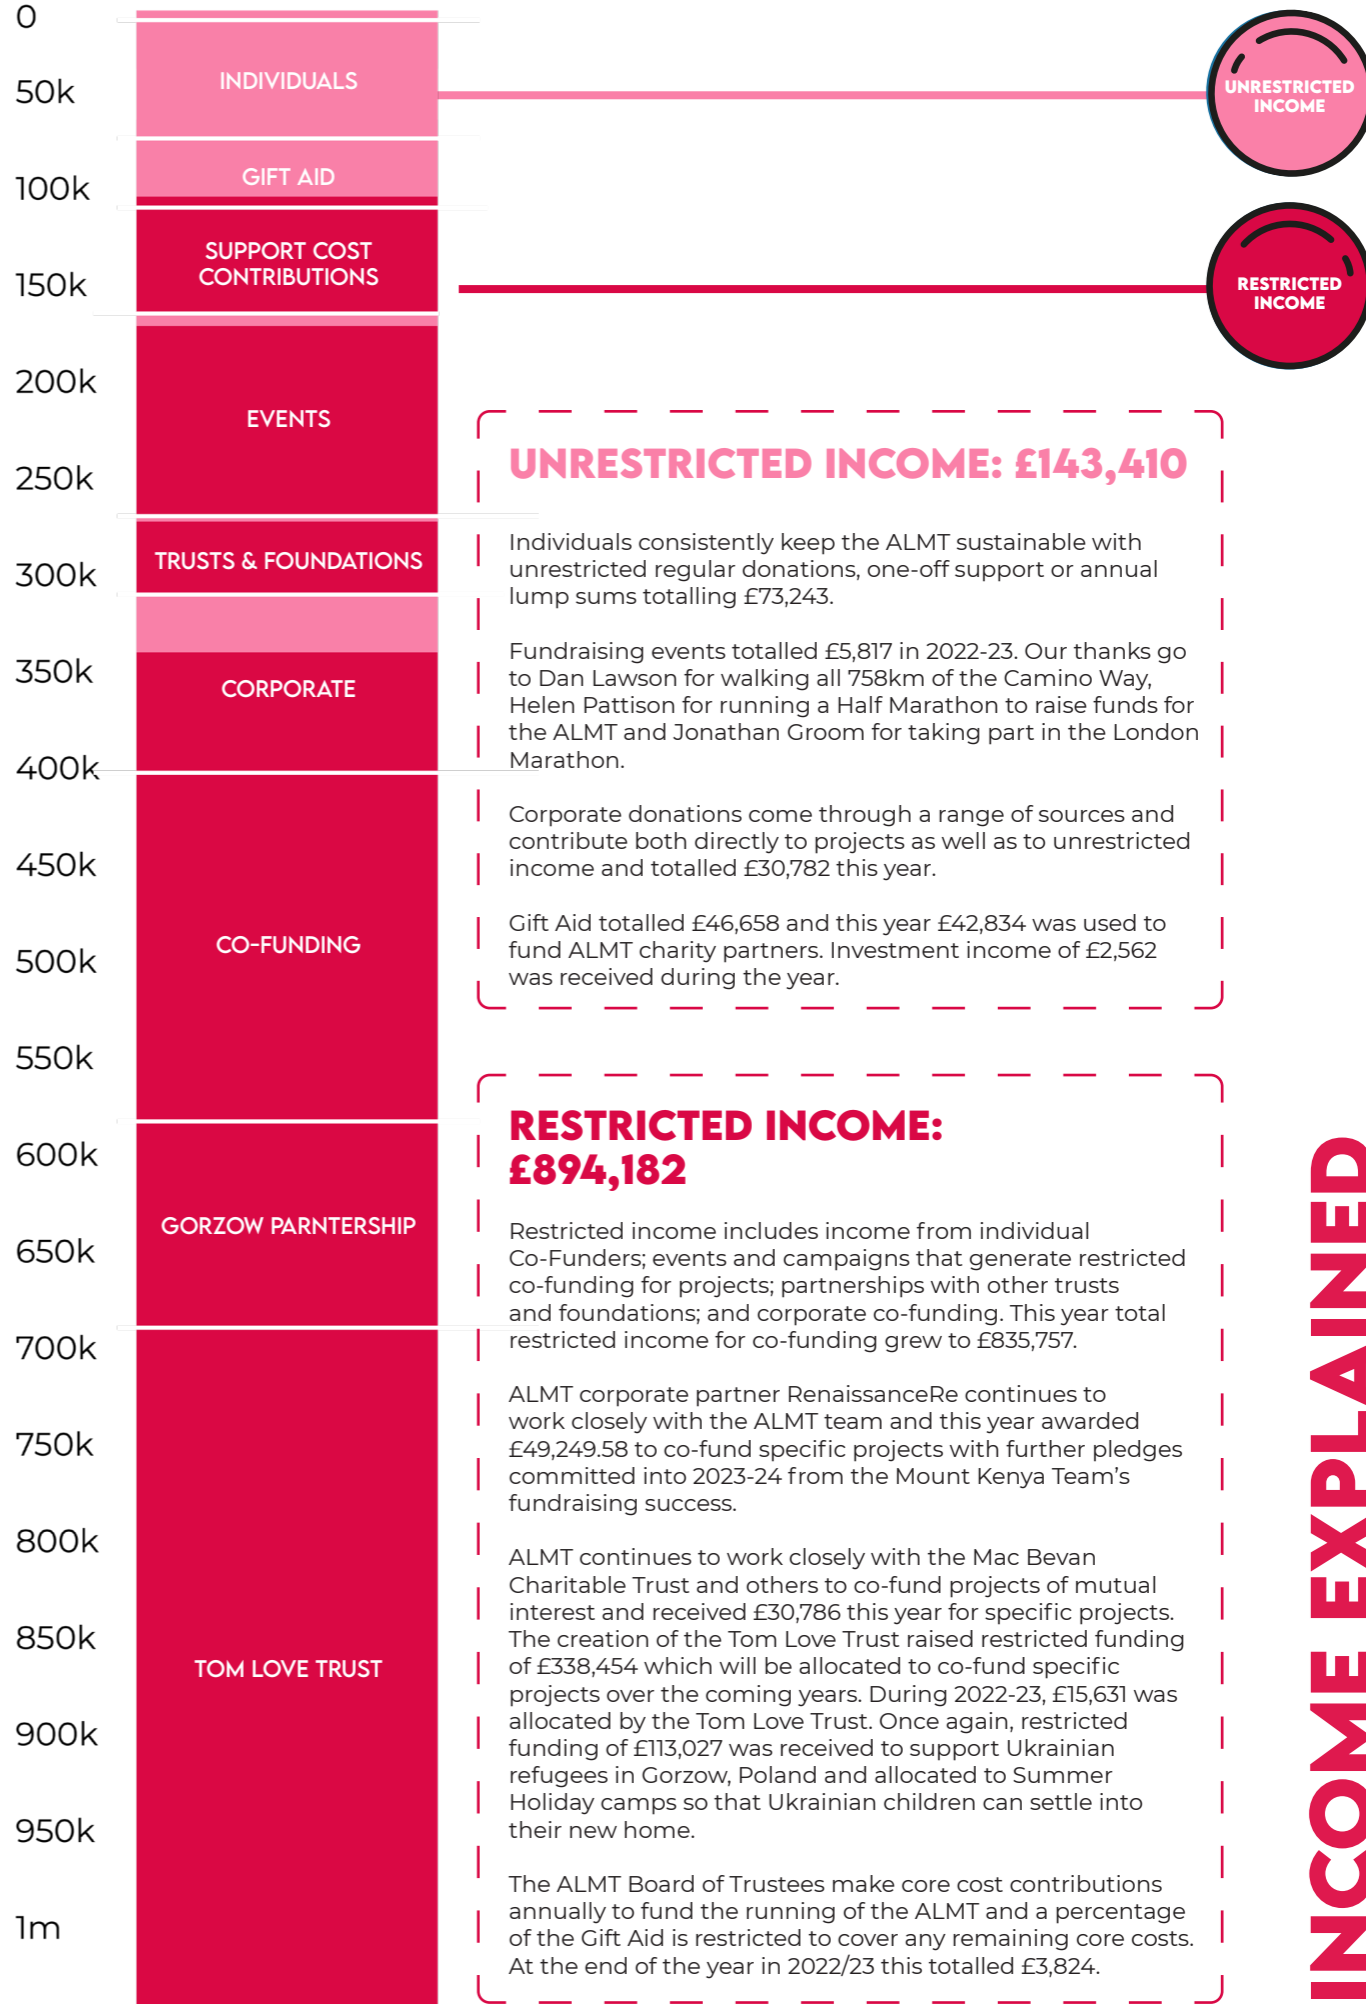 0
50k
100k
150k
200k
250k
300k
350k
400k
450k
500k
550k
600k
650k
700k
750k
800k
850k
900k
950k
1m
INDIVIDUALS
GIFT AID
SUPPORT COST
CONTRIBUTIONS
EVENTS
TRUSTS & FOUNDATIONS
CORPORATE
CO-FUNDING
GORZOW PARNTERSHIP
TOM LOVE TRUST
UNRESTRICTED
INCOME
RESTRICTED
INCOME
UNRESTRICTED INCOME: £143,410
Individuals consistently keep the ALMT sustainable with
unrestricted regular donations, one-off support or annual
lump sums totalling £73,243.
Fundraising events totalled £5,817 in 2022-23. Our thanks go
to Dan Lawson for walking all 758km of the Camino Way,
Helen Pattison for running a Half Marathon to raise funds for
the ALMT and Jonathan Groom for taking part in the London
Marathon.
Corporate donations come through a range of sources and
contribute both directly to projects as well as to unrestricted
income and totalled £30,782 this year.
Gift Aid totalled £46,658 and this year £42,834 was used to
fund ALMT charity partners. Investment income of £2,562
was received during the year.
RESTRICTED INCOME:
£894,182
Restricted income includes income from individual
Co-Funders; events and campaigns that generate restricted
co-funding for projects; partnerships with other trusts
and foundations; and corporate co-funding. This year total
restricted income for co-funding grew to £835,757.
ALMT corporate partner RenaissanceRe continues to
work closely with the ALMT team and this year awarded
£49,249.58 to co-fund specific projects with further pledges
committed into 2023-24 from the Mount Kenya Team's
fundraising success.
ALMT continues to work closely with the Mac Bevan
Charitable Trust and others to co-fund projects of mutual
interest and received £30,786 this year for specific projects.
The creation of the Tom Love Trust raised restricted funding
of £338,454 which will be allocated to co-fund specific
projects over the coming years. During 2022-23, £15,631 was
allocated by the Tom Love Trust. Once again, restricted
funding of £113,027 was received to support Ukrainian
refugees in Gorzow, Poland and allocated to Summer
Holiday camps so that Ukrainian children can settle into
their new home.
The ALMT Board of Trustees make core cost contributions
annually to fund the running of the ALMT and a percentage
of the Gift Aid is restricted to cover any remaining core costs.
At the end of the year in 2022/23 this totalled £3,824.
INCOME EXPLAINED